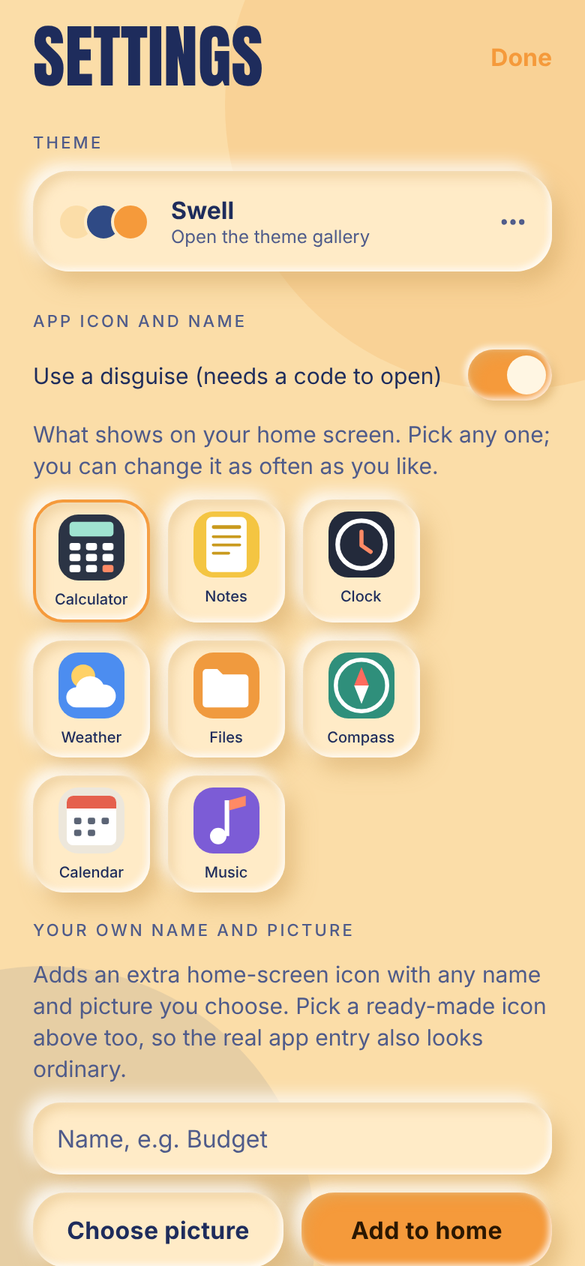 SETTINGS
Done
THEME
Swell
Open the theme gallery
APP ICON AND NAME
Use a disguise (needs a code to open)
What shows on your home screen. Pick any one;
you can change it as often as you like.
Calculator
Notes
Clock
Weather
Files
Compass
Calendar
Music
YOUR OWN NAME AND PICTURE
Adds an extra home-screen icon with any name
and picture you choose. Pick a ready-made icon
above too, so the real app entry also looks
ordinary.
Name, e.g. Budget
Choose picture
Add to home